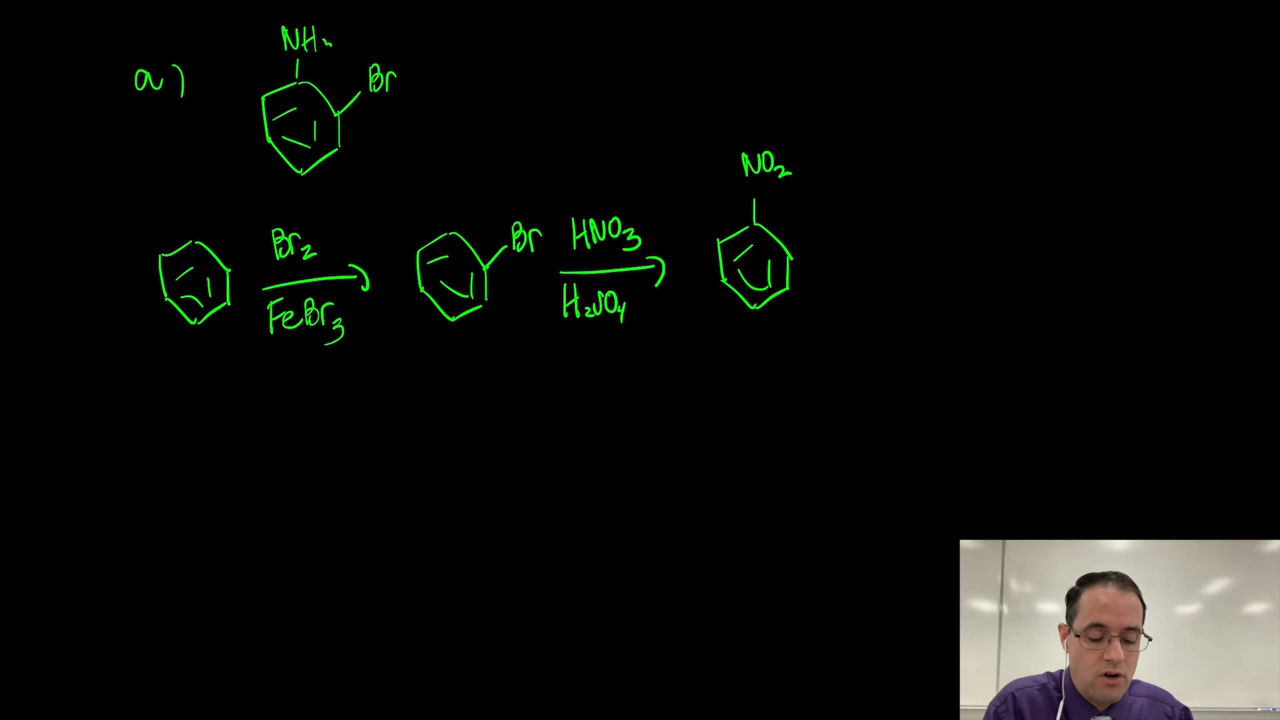 a)
NH₂
Br
NO₂
Br₂
FeBr₃
Br
HNO₃
H₂SO₄